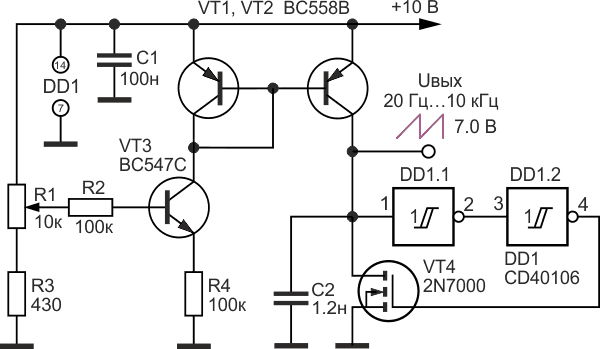 VT1, VT2 BC558B
+10 В
14
DD1
7
C1
100н
Uвых
20 Гц...10 кГц
7.0 В
VT3
BC547C
R1
10к
R2
100к
DD1.1
1
1
2
DD1.2
3
1
4
DD1
CD40106
R3
430
R4
100к
C2
1.2н
VT4
2N7000